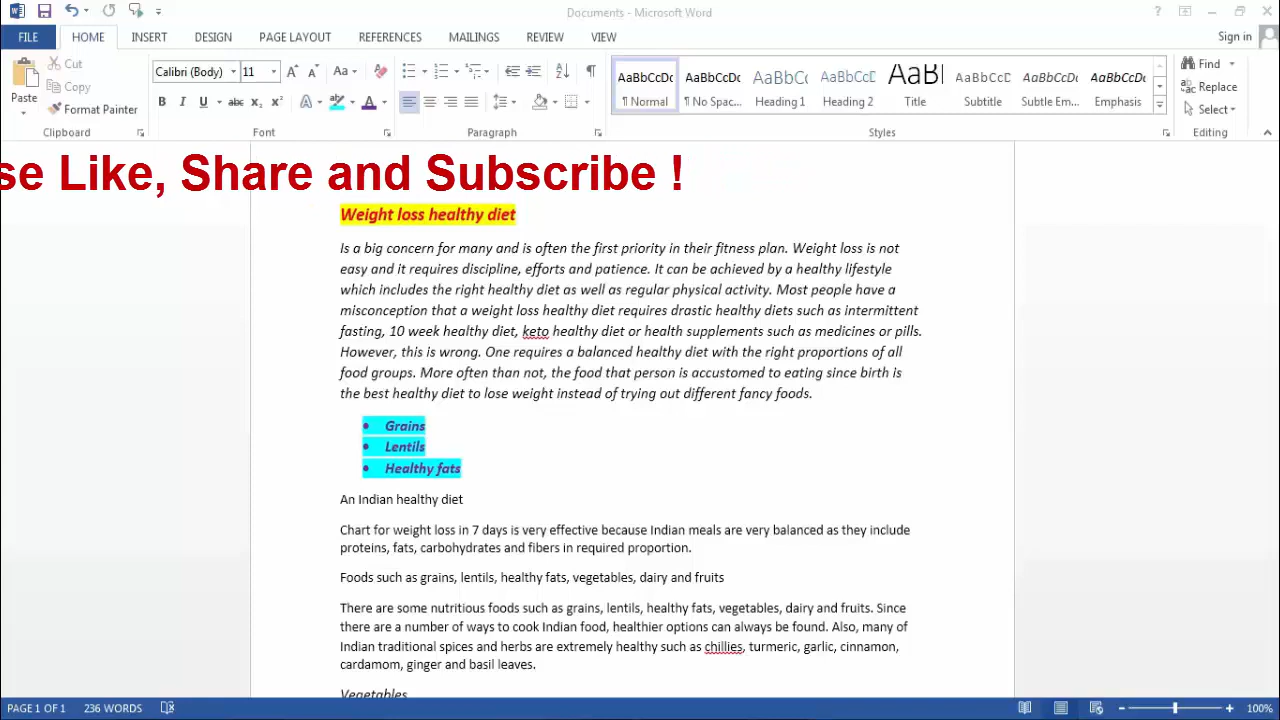 Documents - Microsoft Word
?
FILE HOME INSERT DESIGN PAGE LAYOUT REFERENCES MAILINGS REVIEW VIEW Sign in
Cut
Copy
Format Painter
Paste
Clipboard
Calibri (Body) 11
Font
Paragraph
AaBbCcDc AaBbCcDc AaBbCc AaBbCcD AaBl AaBbCcD AaBbCcDc AaBbCcDc
¶ Normal ¶ No Spac... Heading 1 Heading 2 Title Subtitle Subtle Em... Emphasis
Styles
Find
Replace
Select
Editing
se Like, Share and Subscribe !
Weight loss healthy diet
Is a big concern for many and is often the first priority in their fitness plan. Weight loss is not
easy and it requires discipline, efforts and patience. It can be achieved by a healthy lifestyle
which includes the right healthy diet as well as regular physical activity. Most people have a
misconception that a weight loss healthy diet requires drastic healthy diets such as intermittent
fasting, 10 week healthy diet, keto healthy diet or health supplements such as medicines or pills.
However, this is wrong. One requires a balanced healthy diet with the right proportions of all
food groups. More often than not, the food that person is accustomed to eating since birth is
the best healthy diet to lose weight instead of trying out different fancy foods.
• Grains
• Lentils
• Healthy fats
An Indian healthy diet
Chart for weight loss in 7 days is very effective because Indian meals are very balanced as they include
proteins, fats, carbohydrates and fibers in required proportion.
Foods such as grains, lentils, healthy fats, vegetables, dairy and fruits
There are some nutritious foods such as grains, lentils, healthy fats, vegetables, dairy and fruits. Since
there are a number of ways to cook Indian food, healthier options can always be found. Also, many of
Indian traditional spices and herbs are extremely healthy such as chillies, turmeric, garlic, cinnamon,
cardamom, ginger and basil leaves.
Vegetables
PAGE 1 OF 1 236 WORDS 100%